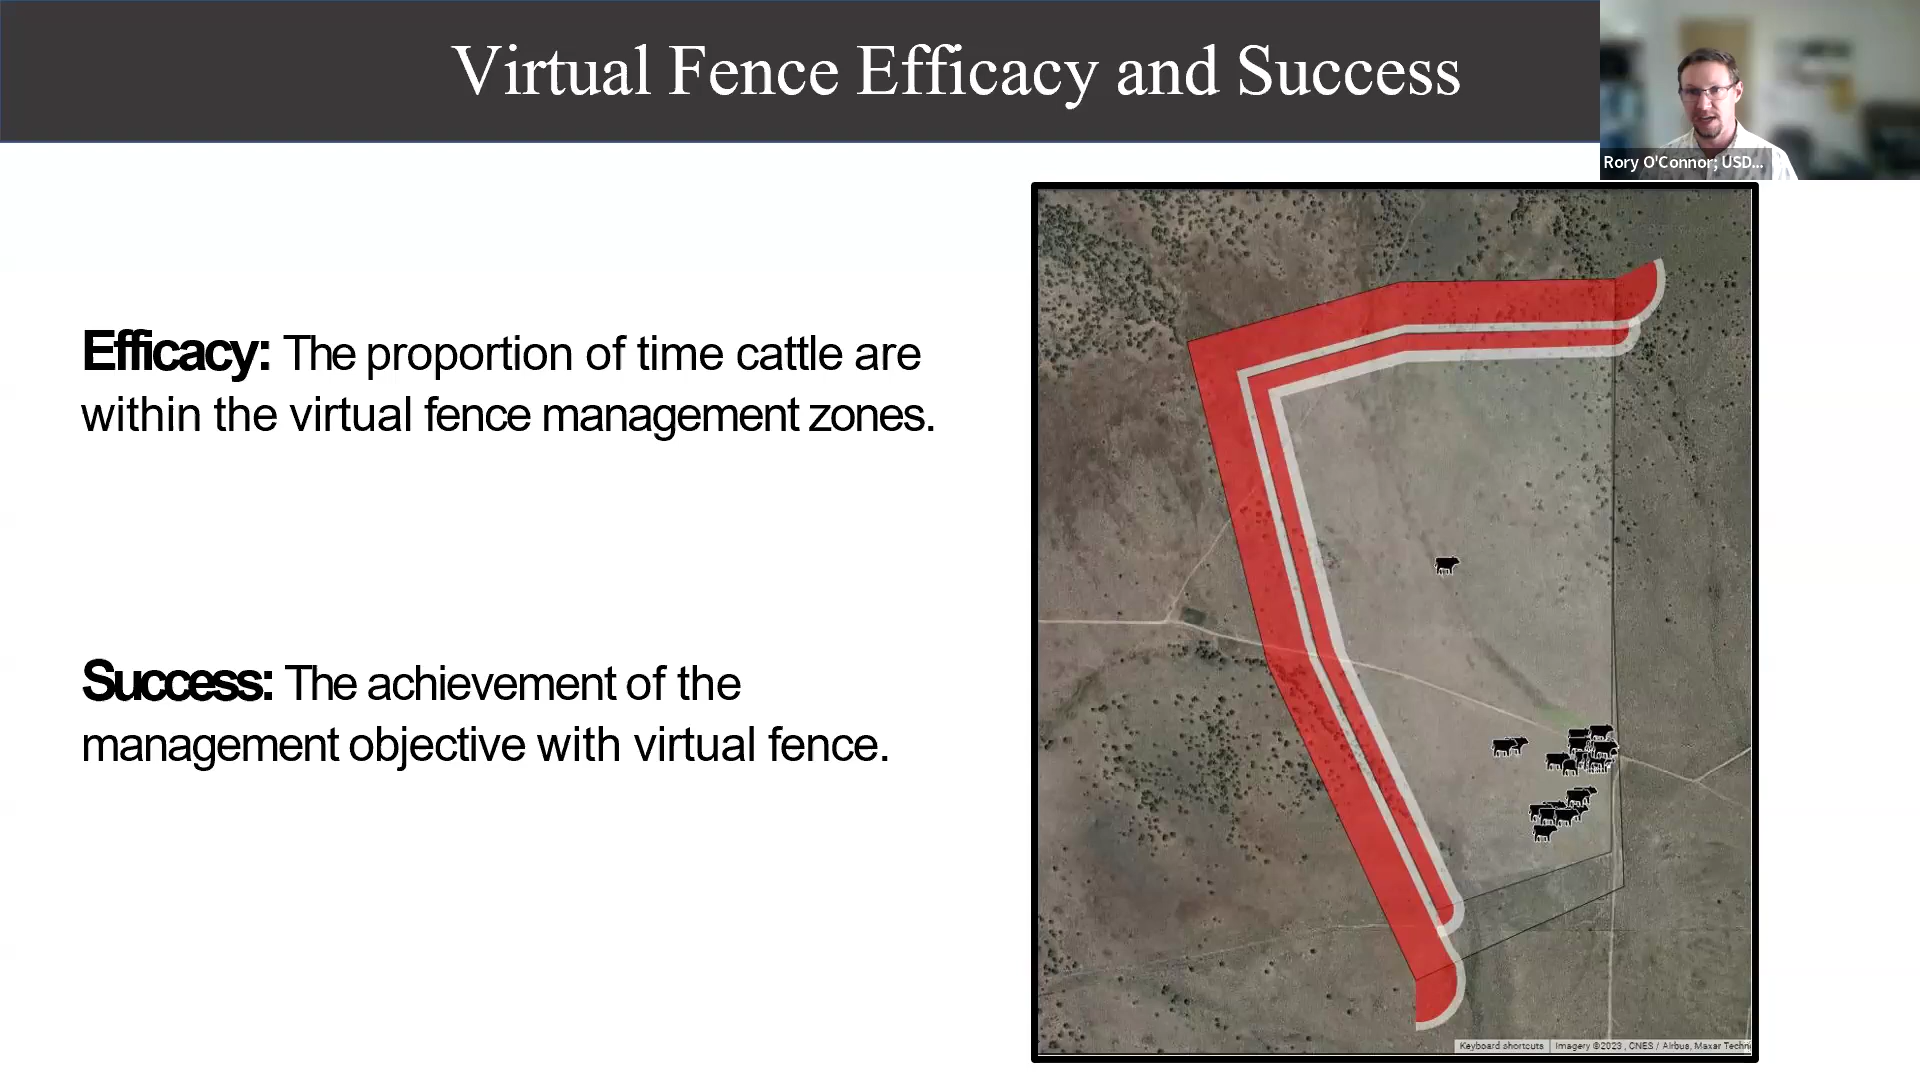 Virtual Fence Efficacy and Success
Rory O'Connor; USD...
Efficacy: The proportion of time cattle are
within the virtual fence management zones.
Success: The achievement of the
management objective with virtual fence.
Keyboard shortcuts
Imagery ©2023 , CNES / Airbus, Maxar Techn